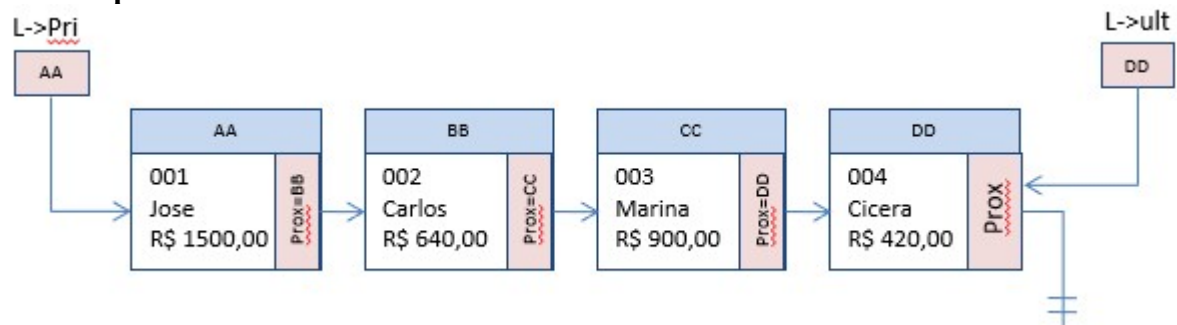 L->Pri
L->ult
AA
DD
AA
BB
CC
DD
001
Jose
R$ 1500,00
Prox=BB
002
Carlos
R$ 640,00
Prox=CC
003
Marina
R$ 900,00
Prox=DD
004
Cicera
R$ 420,00
Prox